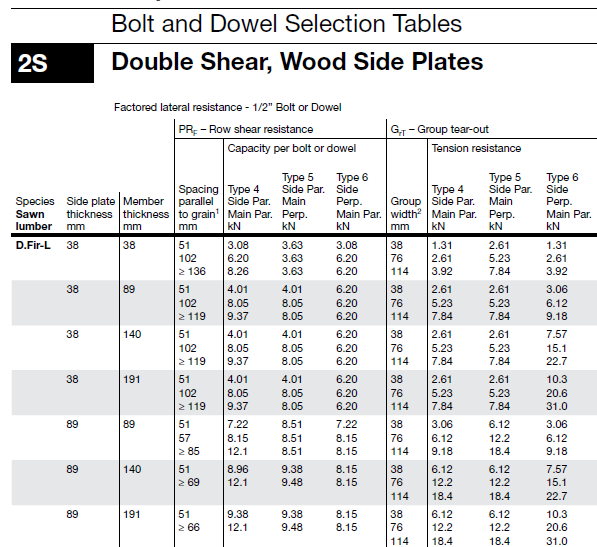 Bolt and Dowel Selection Tables
2S Double Shear, Wood Side Plates
Factored lateral resistance - 1/2" Bolt or Dowel
PRF – Row shear resistance GrT – Group tear-out
Capacity per bolt or dowel Tension resistance
Type 5 Type 6 Type 5 Type 6
Spacing Type 4 Side Par. Side Type 4 Side Par. Side
Species Side plate Member parallel Side Par. Main Perp. Group Side Par. Main Perp.
Sawn thickness thickness to grain¹ Main Par. Perp. Main Par. width² Main Par. Perp. Main Par.
lumber mm mm mm kN kN kN mm kN kN kN
D.Fir-L 38 38 51 3.08 3.63 3.08 38 1.31 2.61 1.31
102 6.20 3.63 6.20 76 2.61 5.23 2.61
≥ 136 8.26 3.63 6.20 114 3.92 7.84 3.92
38 89 51 4.01 4.01 6.20 38 2.61 2.61 3.06
102 8.05 8.05 6.20 76 5.23 5.23 6.12
≥ 119 9.37 8.05 6.20 114 7.84 7.84 9.18
38 140 51 4.01 4.01 6.20 38 2.61 2.61 7.57
102 8.05 8.05 6.20 76 5.23 5.23 15.1
≥ 119 9.37 8.05 6.20 114 7.84 7.84 22.7
38 191 51 4.01 4.01 6.20 38 2.61 2.61 10.3
102 8.05 8.05 6.20 76 5.23 5.23 20.6
≥ 119 9.37 8.05 6.20 114 7.84 7.84 31.0
89 89 51 7.22 8.51 7.22 38 3.06 6.12 3.06
57 8.15 8.51 8.15 76 6.12 12.2 6.12
≥ 85 12.1 8.51 8.15 114 9.18 18.4 9.18
89 140 51 8.96 9.38 8.15 38 6.12 6.12 7.57
≥ 69 12.1 9.48 8.15 76 12.2 12.2 15.1
114 18.4 18.4 22.7
89 191 51 9.38 9.38 8.15 38 6.12 6.12 10.3
≥ 66 12.1 9.48 8.15 76 12.2 12.2 20.6
114 18.4 18.4 31.0